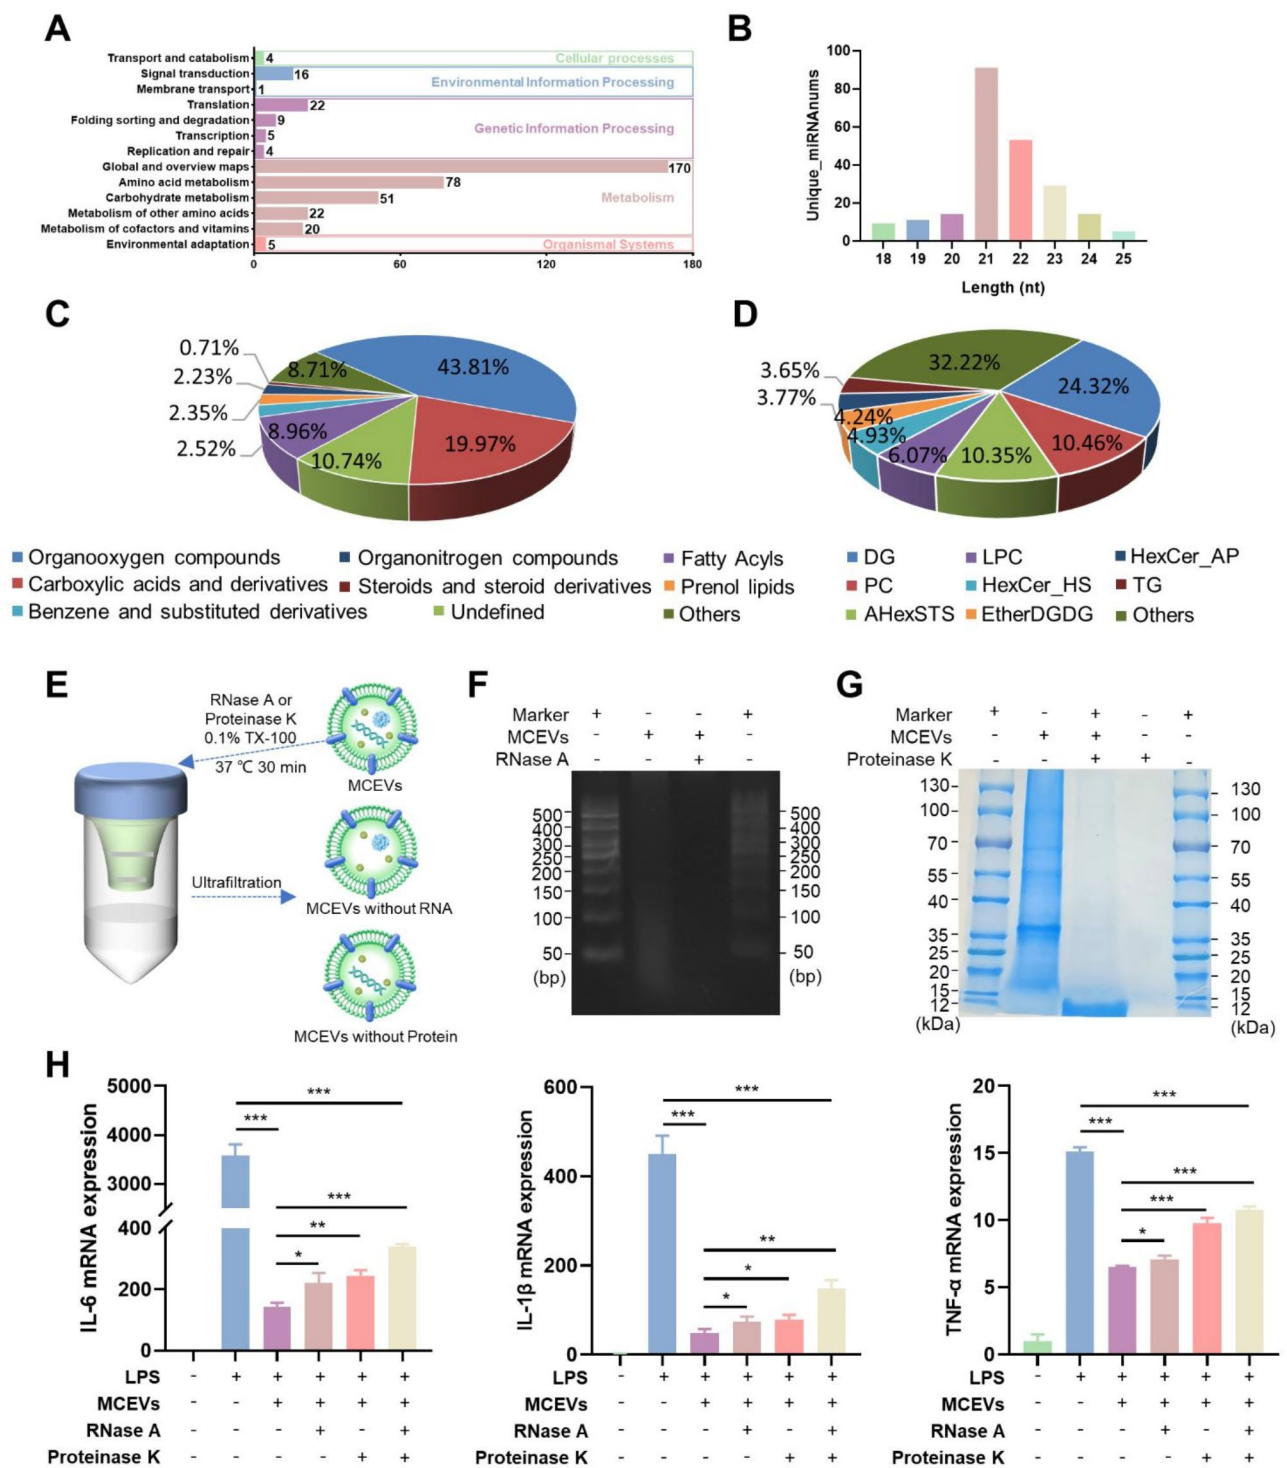 A
Transport and catabolism 4 Cellular processes
Signal transduction 16
Environmental Information Processing
Membrane transport 1
Translation 22
Folding sorting and degradation 9
Genetic Information Processing
Transcription 5
Replication and repair 4
Global and overview maps 170
Amino acid metabolism 78
Carbohydrate metabolism 51 Metabolism
Metabolism of other amino acids 22
Metabolism of cofactors and vitamins 20
Environmental adaptation 5 Organismal Systems
0 60 120 180
B
Unique_miRNAnums
100
80
60
40
20
0
18 19 20 21 22 23 24 25
Length (nt)
C
0.71%
2.23%
2.35%
2.52%
8.71%
43.81%
8.96%
10.74%
19.97%
Organooxygen compounds
Organonitrogen compounds
Fatty Acyls
Carboxylic acids and derivatives
Steroids and steroid derivatives
Prenol lipids
Benzene and substituted derivatives
Undefined
Others
D
3.65%
3.77%
32.22%
24.32%
4.24%
4.93%
6.07%
10.35%
10.46%
DG
LPC
HexCer_AP
PC
HexCer_HS
TG
AHexSTS
EtherDGDG
Others
E
RNase A or
Proteinase K
0.1% TX-100
37 ℃ 30 min
MCEVs
Ultrafiltration
MCEVs without RNA
MCEVs without Protein
F
Marker + - - +
MCEVs - + + -
RNase A - - + -
500 500
400 400
300 300
250 250
200 200
150 150
100 100
50 50
(bp) (bp)
G
Marker + - + - +
MCEVs - + + - -
Proteinase K - - + + -
130 130
100 100
70 70
55 55
40 40
35 35
25 25
20 20
15 15
12 12
(kDa) (kDa)
H
IL-6 mRNA expression
5000
4000
3000
400
200
0
***
***
***
**
*
LPS - + + + + +
MCEVs - - + + + +
RNase A - - - + - +
Proteinase K - - - - + +
IL-1β mRNA expression
600
400
200
0
***
***
**
*
*
LPS - + + + + +
MCEVs - - + + + +
RNase A - - - + - +
Proteinase K - - - - + +
TNF-α mRNA expression
20
15
10
5
0
***
***
***
***
*
LPS - + + + + +
MCEVs - - + + + +
RNase A - - - + - +
Proteinase K - - - - + +